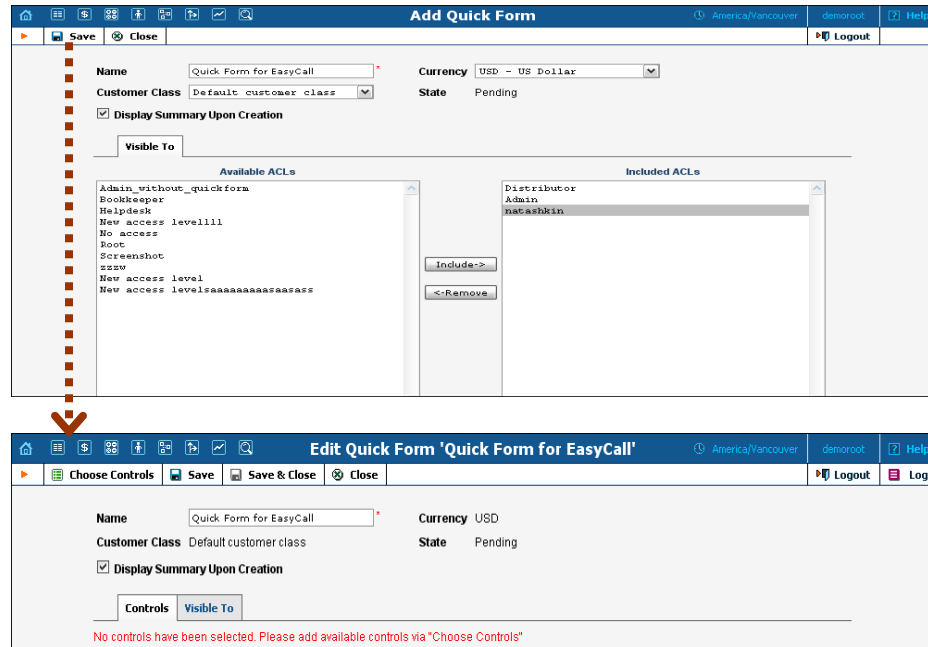 Add Quick Form America/Vancouver demoroot ? Help
Save Close Logout
Name Quick Form for EasyCall * Currency USD - US Dollar
Customer Class Default customer class State Pending
Display Summary Upon Creation
Visible To
Available ACLs Included ACLs
Admin_without_quickform Distributor
Bookkeeper Admin
Helpdesk natashkin
New access levellll
No access
Root
Screenshot
zzzw
New access level Include->
New access levelsaaaaaaaaasaasass <-Remove
Edit Quick Form 'Quick Form for EasyCall' America/Vancouver demoroot ? Help
Choose Controls Save Save & Close Close Logout Log
Name Quick Form for EasyCall * Currency USD
Customer Class Default customer class State Pending
Display Summary Upon Creation
Controls Visible To
No controls have been selected. Please add available controls via "Choose Controls"